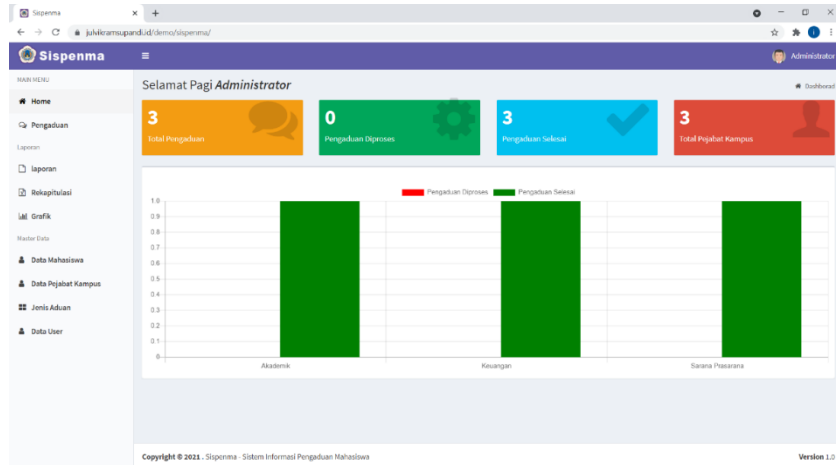 Sispenma
julsikramsupandi.id/demo/sispenma/
Sispenma
Administrator
MAIN MENU
Home
Pengaduan
Laporan
laporan
Rekapitulasi
Grafik
Master Data
Data Mahasiswa
Data Pejabat Kampus
Jenis Aduan
Data User
Selamat Pagi Administrator
Dashborad
3
Total Pengaduan
0
Pengaduan Diproses
3
Pengaduan Selesai
3
Total Pejabat Kampus
Pengaduan Diproses Pengaduan Selesai
1.0
0.9
0.8
0.7
0.6
0.5
0.4
0.3
0.2
0.1
0
Akademik Keuangan Sarana Prasarana
Copyright © 2021 . Sispenma - Sistem Informasi Pengaduan Mahasiswa
Version 1.0